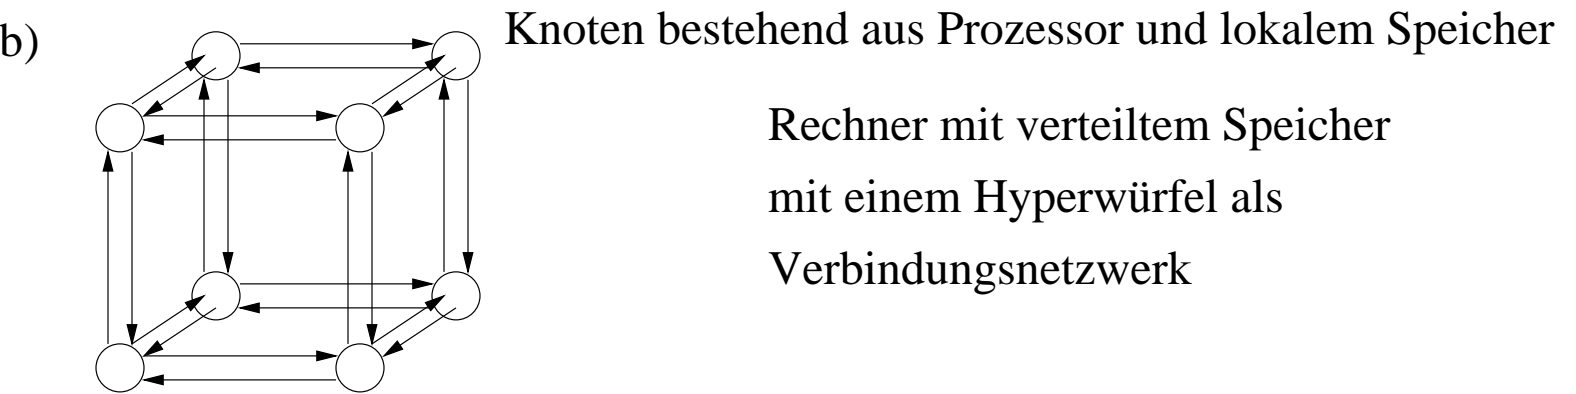 b)
Knoten bestehend aus Prozessor und lokalem Speicher
Rechner mit verteiltem Speicher
mit einem Hyperwürfel als
Verbindungsnetzwerk